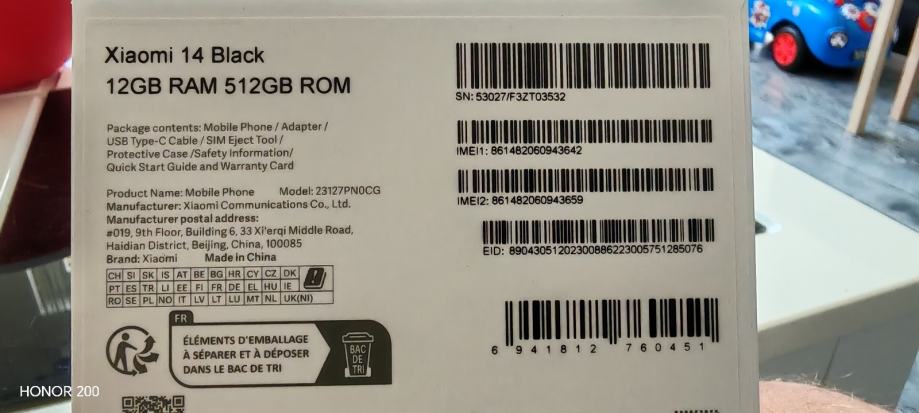 Xiaomi 14 Black
12GB RAM 512GB ROM
Package contents: Mobile Phone / Adapter /
USB Type-C Cable / SIM Eject Tool /
Protective Case /Safety Information/
Quick Start Guide and Warranty Card
Product Name: Mobile Phone Model: 23127PN0CG
Manufacturer: Xiaomi Communications Co., Ltd.
Manufacturer postal address:
#019, 9th Floor, Building 6, 33 Xi'erqi Middle Road,
Haidian District, Beijing, China, 100085
Brand: Xiaomi Made in China
CH SI SK IS AT BE BG HR CY CZ DK
PT ES TR LI EE FI FR DE EL HU IE
RO SE PL NO IT LV LT LU MT NL UK(NI)
FR
ÉLÉMENTS D'EMBALLAGE
À SÉPARER ET À DÉPOSER
DANS LE BAC DE TRI
BAC
DE
TRI
SN: 53027/F3ZT03532
IMEI1: 861482060943642
IMEI2: 861482060943659
EID: 89043051202300886223005751285076
6 941812 760451
HONOR 200